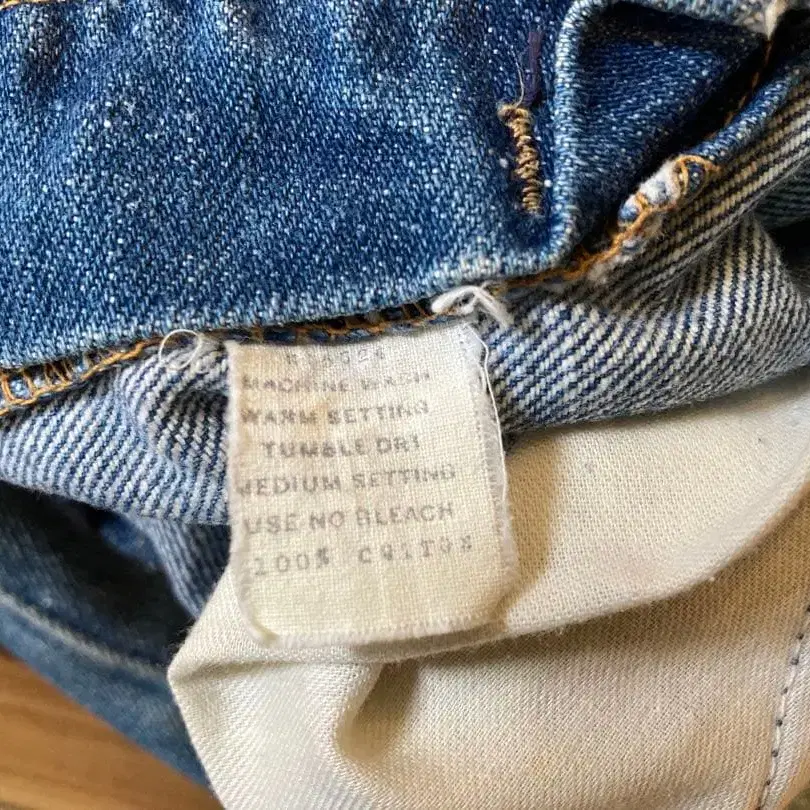 MACHINE WASH
WARM SETTING
TUMBLE DRY
MEDIUM SETTING
USE NO BLEACH
100% COTTON